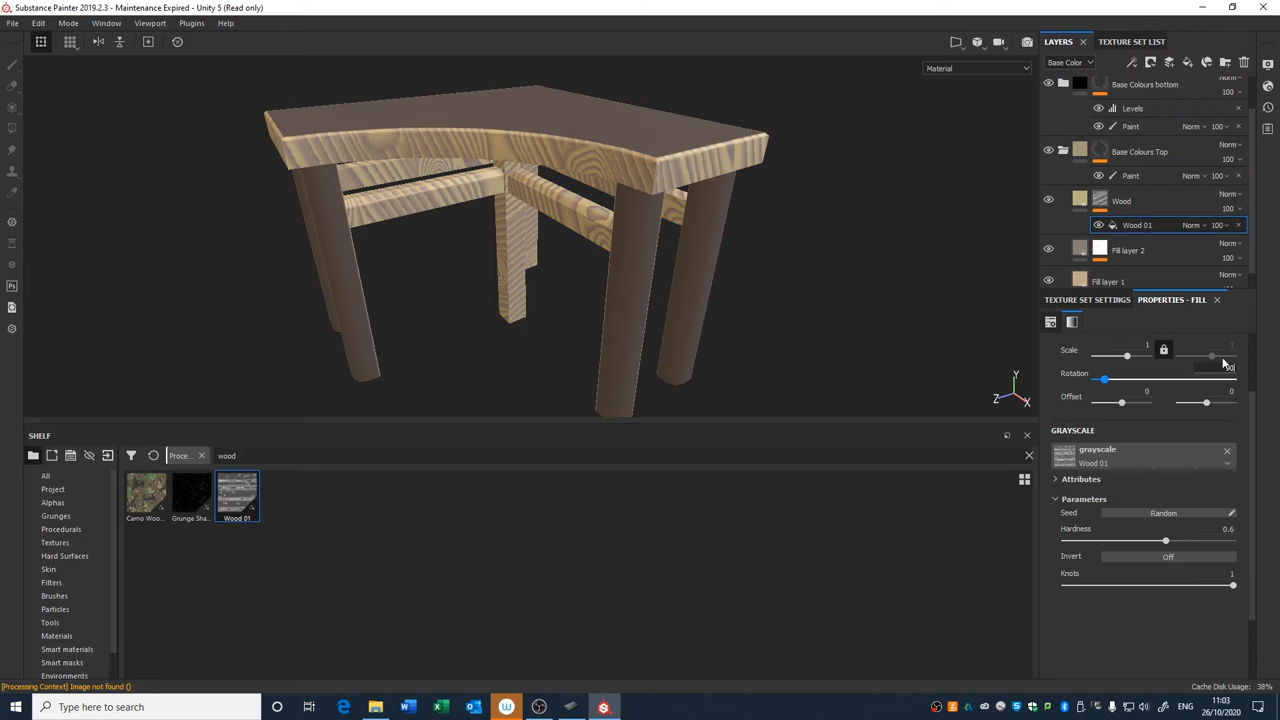 Substance Painter 2019.2.3 - Maintenance Expired - Unity 5 (Read only)
File Edit Mode Window Viewport Plugins Help
Material
LAYERS TEXTURE SET LIST
Base Color
Norm
Base Colours bottom
100
Levels
Paint Norm 100
Norm
Base Colours Top
100
Paint Norm 100
Norm
Wood
100
Wood 01 Norm 100
Norm
Fill layer 2
100
Norm
Fill layer 1
TEXTURE SET SETTINGS PROPERTIES - FILL
Scale 1 1
Rotation
Offset 0 0
GRAYSCALE
grayscale
Wood 01
Attributes
Parameters
Seed Random
Hardness 0.6
Invert Off
Knots 1
Y
Z X
SHELF
Proce... wood
All
Project
Alphas
Grunges
Procedurals
Textures
Hard Surfaces
Skin
Filters
Brushes
Particles
Tools
Materials
Smart materials
Smart masks
Environments
Camo Woo... Grunge Sha... Wood 01
[Processing Context] Image not found ()
Cache Disk Usage: 38%
Type here to search
11:03
26/10/2020